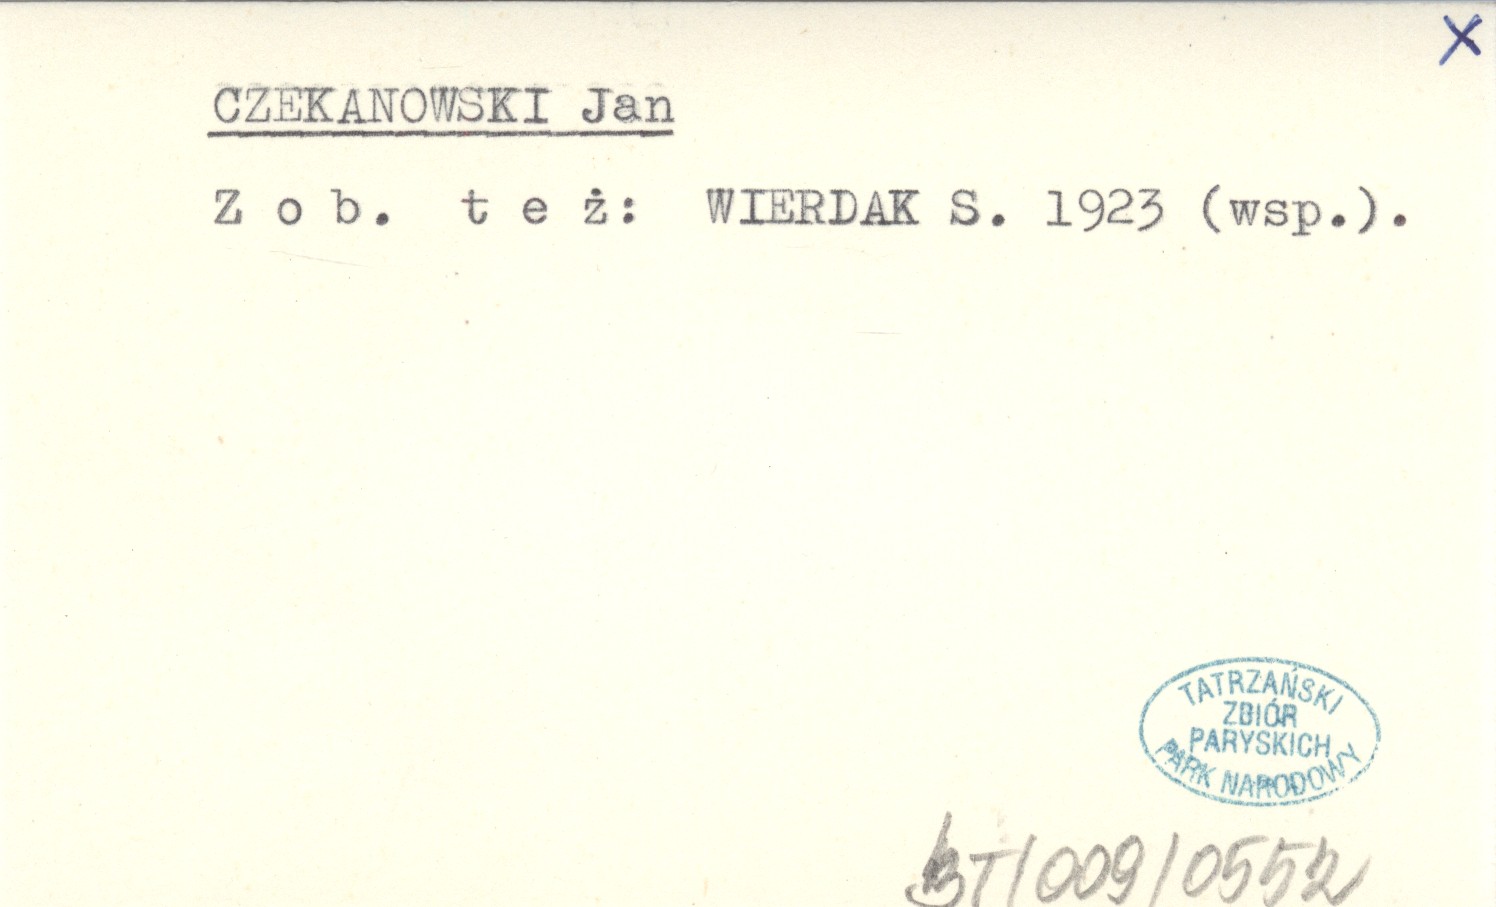 X
CZEKANOWSKI Jan
Z o b. t e ż: WIERDAK S. 1923 (wsp.).
TATRZAŃSKI
ZBIÓR
PARYSKICH
PARK NARODOWY
BT/009/0552